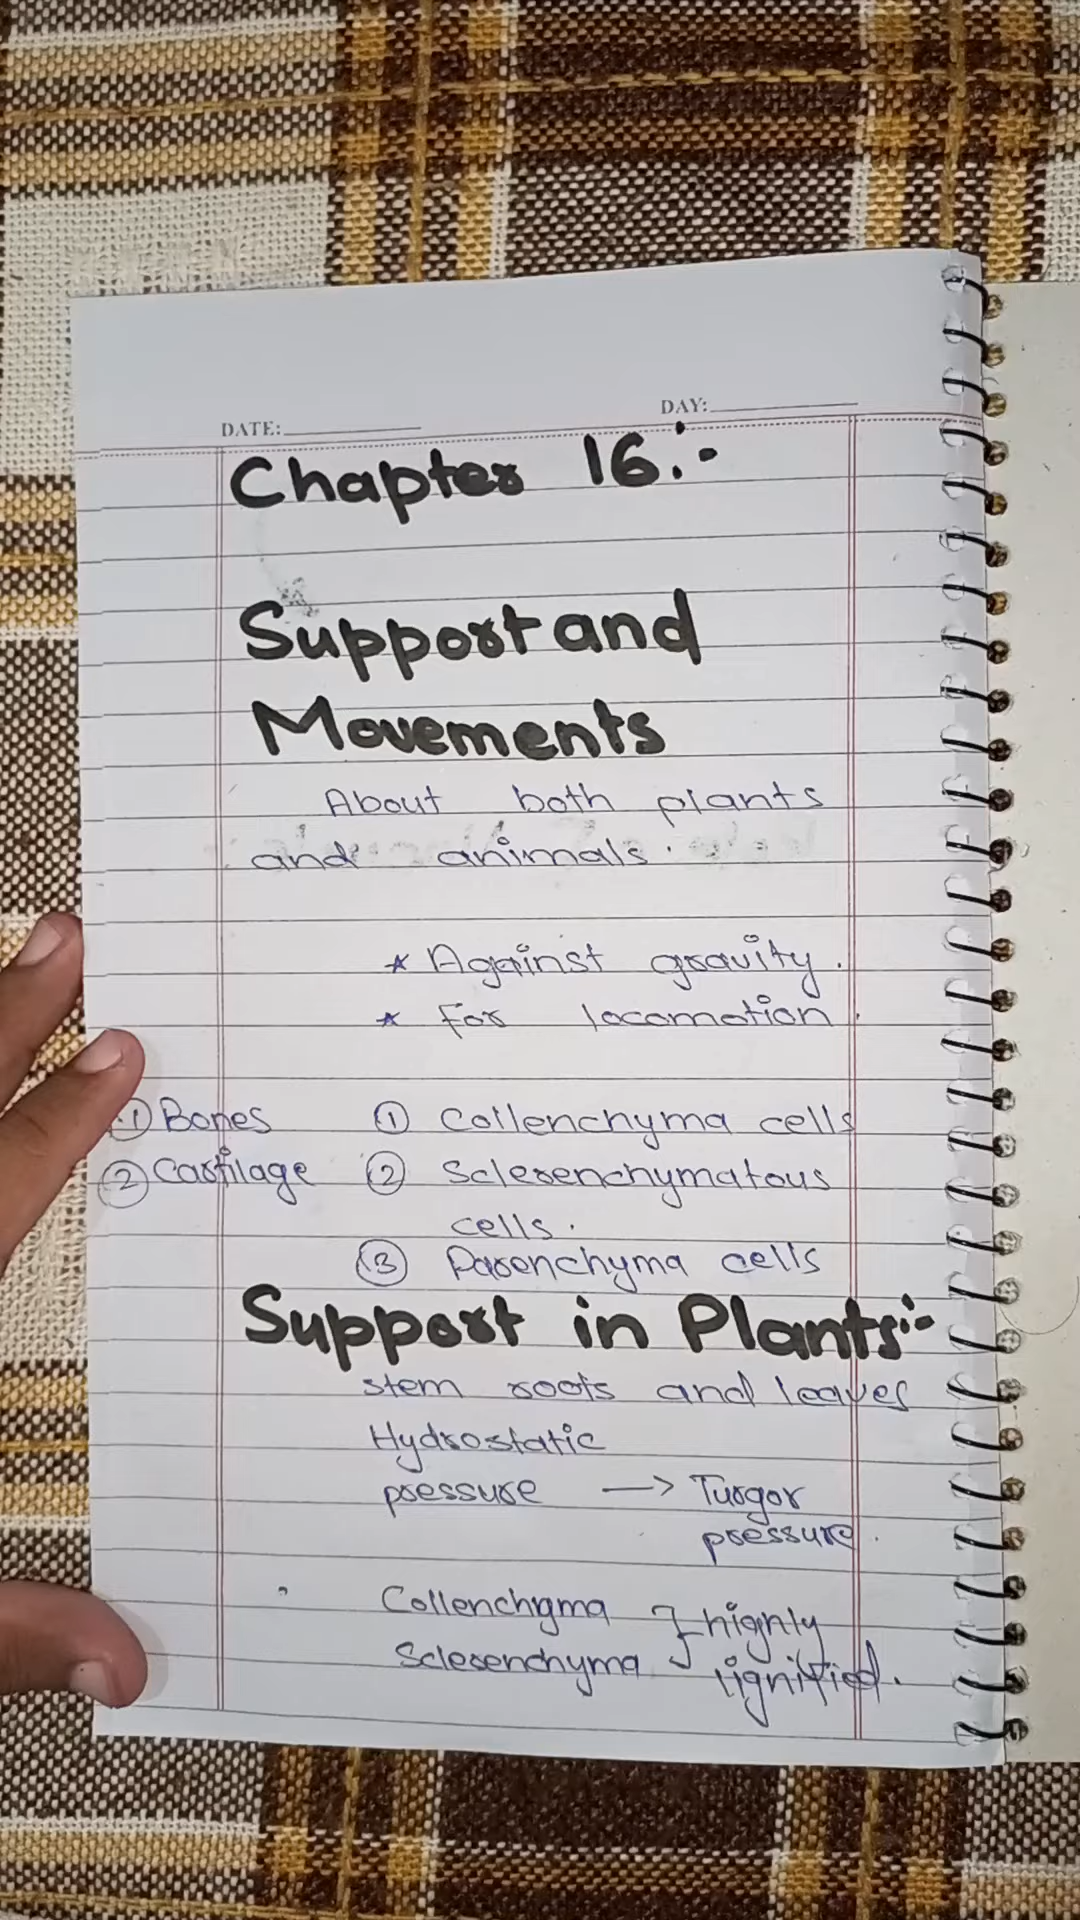 DATE: DAY:
Chapter 16:-
Support and
Movements
About both plants
and animals.
* Against gravity.
* For locomotion.
① Bones ① Collenchyma cells
② Cartilage ② Sclerenchymatous
cells.
③ Parenchyma cells
Support in Plants:-
stem roots and leaves
Hydrostatic
pressure → Turgor
pressure.
Collenchyma } highly
Sclerenchyma lignified.